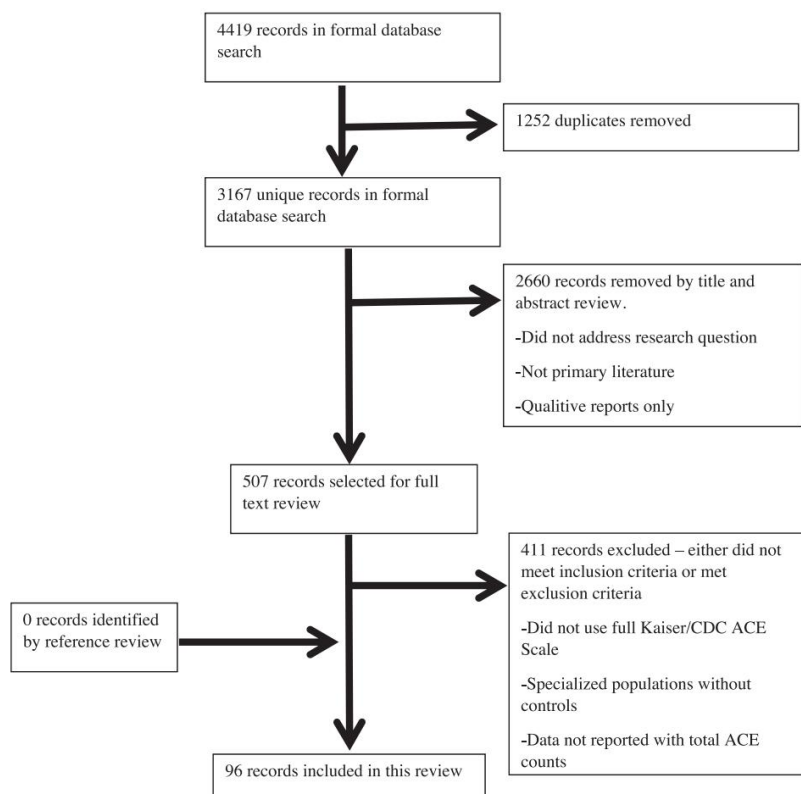 4419 records in formal database
search
1252 duplicates removed
3167 unique records in formal
database search
2660 records removed by title and
abstract review.
-Did not address research question
-Not primary literature
-Qualitive reports only
507 records selected for full
text review
411 records excluded – either did not
meet inclusion criteria or met
exclusion criteria
-Did not use full Kaiser/CDC ACE
Scale
-Specialized populations without
controls
-Data not reported with total ACE
counts
0 records identified
by reference review
96 records included in this review